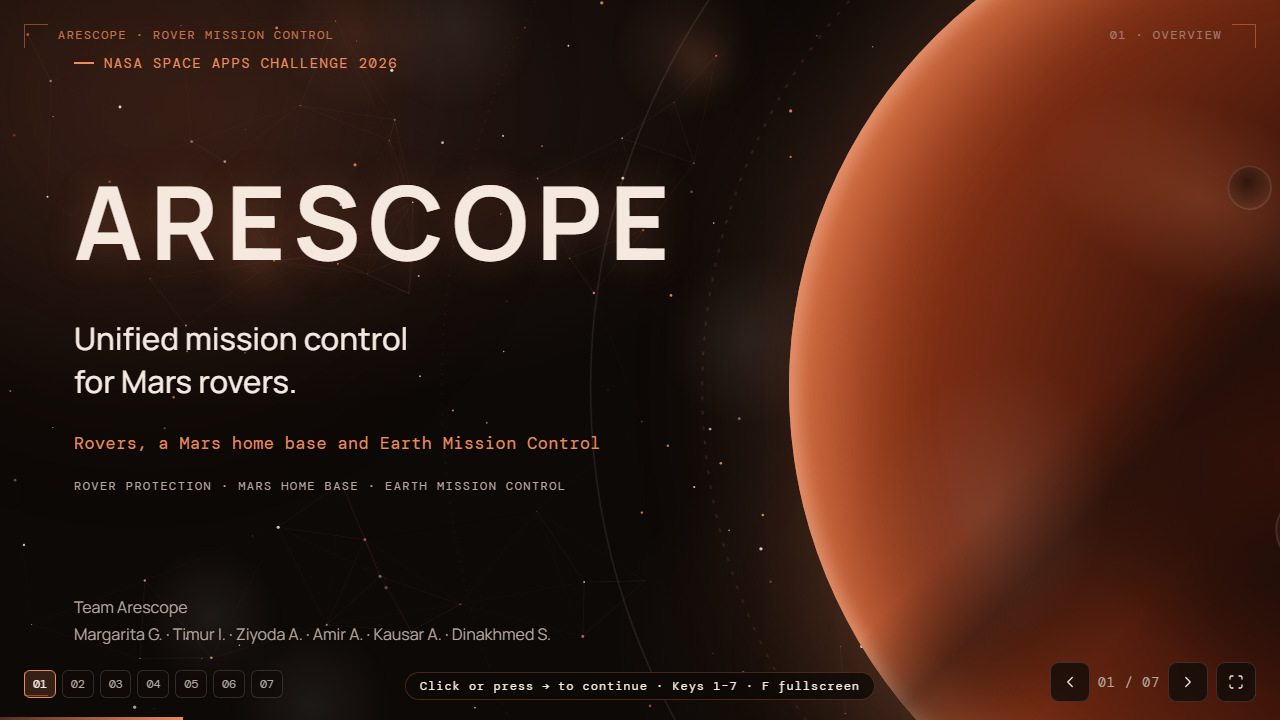 ARESCOPE · ROVER MISSION CONTROL
01 · OVERVIEW
NASA SPACE APPS CHALLENGE 2026
ARESCOPE
Unified mission control
for Mars rovers.
Rovers, a Mars home base and Earth Mission Control
ROVER PROTECTION · MARS HOME BASE · EARTH MISSION CONTROL
Team Arescope
Margarita G. · Timur I. · Ziyoda A. · Amir A. · Kausar A. · Dinakhmed S.
01 02 03 04 05 06 07
Click or press → to continue · Keys 1–7 · F fullscreen
01 / 07